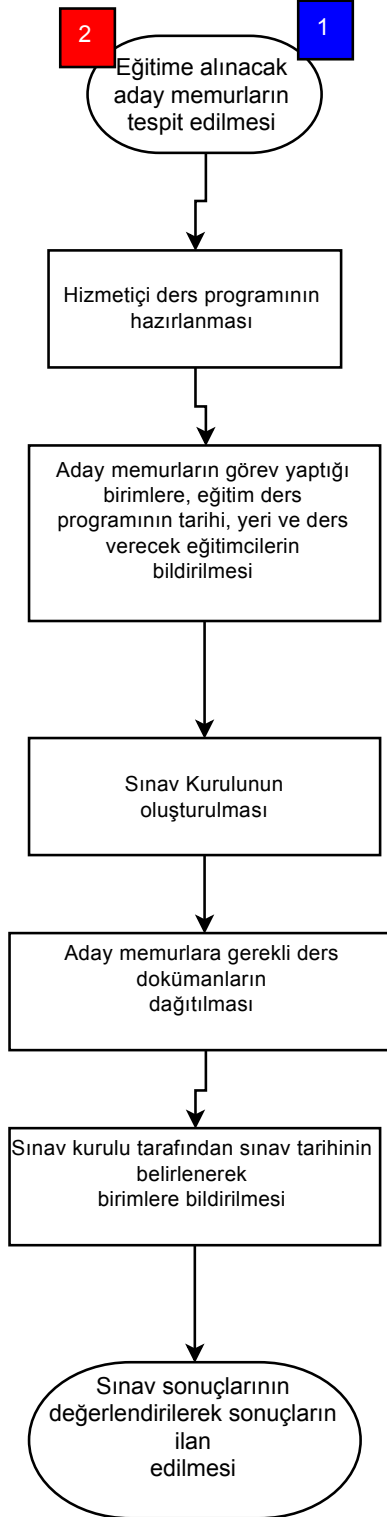 2
1
Eğitime alınacak
aday memurların
tespit edilmesi
Hizmetiçi ders programının
hazırlanması
Aday memurların görev yaptığı
birimlere, eğitim ders
programının tarihi, yeri ve ders
verecek eğitimcilerin
bildirilmesi
Sınav Kurulunun
oluşturulması
Aday memurlara gerekli ders
dokümanların
dağıtılması
Sınav kurulu tarafından sınav tarihinin
belirlenerek
birimlere bildirilmesi
Sınav sonuçlarının
değerlendirilerek sonuçların
ilan
edilmesi